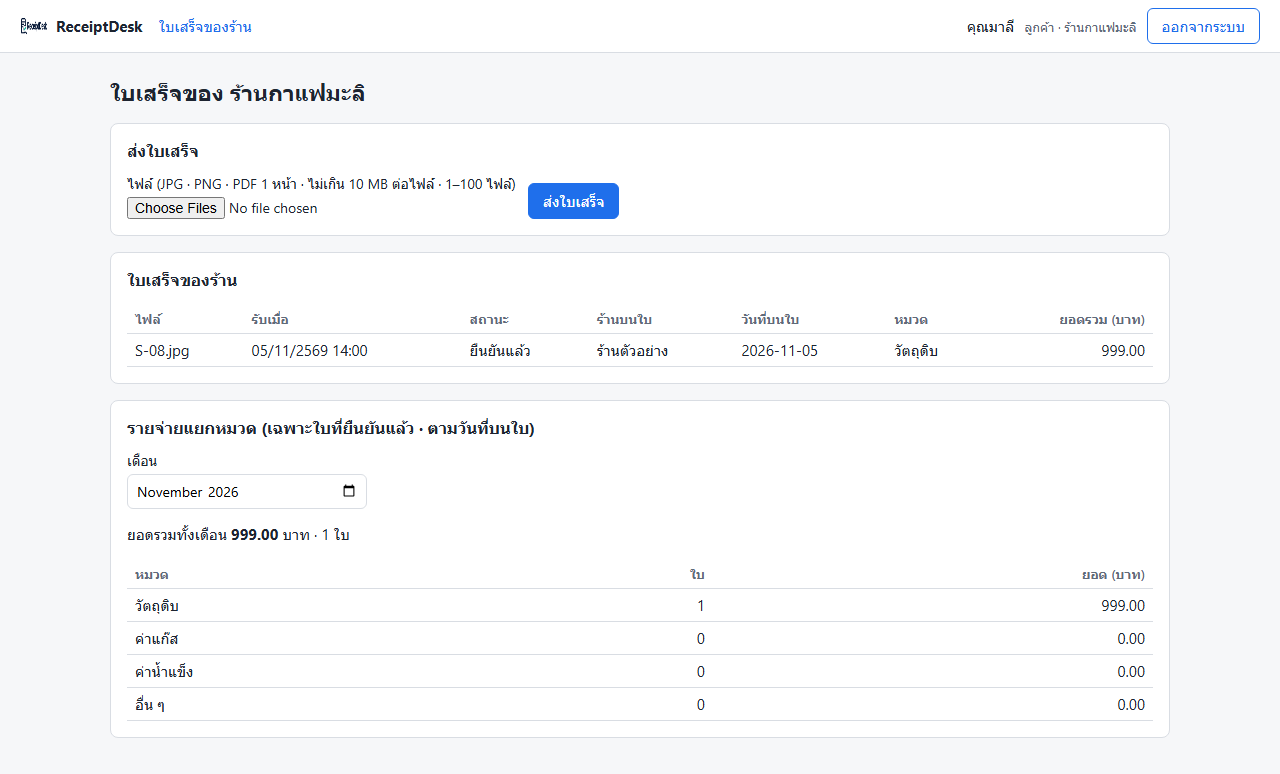 ReceiptDesk ใบเสร็จของร้าน คุณมาลี ลูกค้า · ร้านกาแฟมะลิ ออกจากระบบ
ใบเสร็จของ ร้านกาแฟมะลิ
ส่งใบเสร็จ
ไฟล์ (JPG · PNG · PDF 1 หน้า · ไม่เกิน 10 MB ต่อไฟล์ · 1–100 ไฟล์)
Choose Files No file chosen ส่งใบเสร็จ
ใบเสร็จของร้าน
ไฟล์ รับเมื่อ สถานะ ร้านบนใบ วันที่บนใบ หมวด ยอดรวม (บาท)
S-08.jpg 05/11/2569 14:00 ยืนยันแล้ว ร้านตัวอย่าง 2026-11-05 วัตถุดิบ 999.00
รายจ่ายแยกหมวด (เฉพาะใบที่ยืนยันแล้ว · ตามวันที่บนใบ)
เดือน
November 2026
ยอดรวมทั้งเดือน 999.00 บาท · 1 ใบ
หมวด ใบ ยอด (บาท)
วัตถุดิบ 1 999.00
ค่าแก๊ส 0 0.00
ค่าน้ำแข็ง 0 0.00
อื่น ๆ 0 0.00